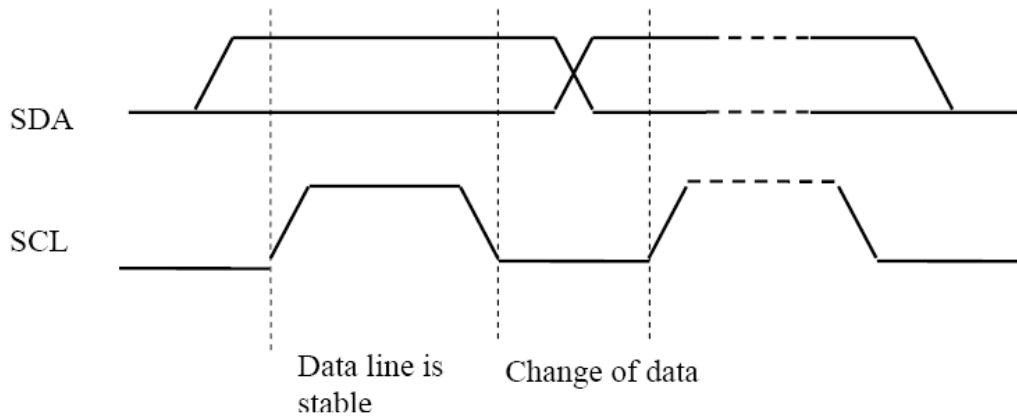 SDA
SCL
Data line is
stable
Change of data